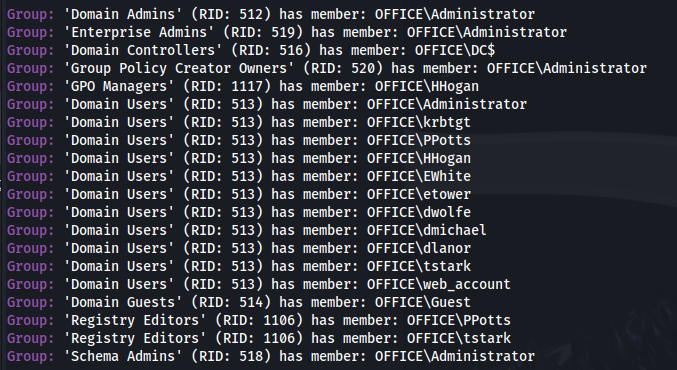 Group: 'Domain Admins' (RID: 512) has member: OFFICE\Administrator
Group: 'Enterprise Admins' (RID: 519) has member: OFFICE\Administrator
Group: 'Domain Controllers' (RID: 516) has member: OFFICE\DC$
Group: 'Group Policy Creator Owners' (RID: 520) has member: OFFICE\Administrator
Group: 'GPO Managers' (RID: 1117) has member: OFFICE\HHogan
Group: 'Domain Users' (RID: 513) has member: OFFICE\Administrator
Group: 'Domain Users' (RID: 513) has member: OFFICE\krbtgt
Group: 'Domain Users' (RID: 513) has member: OFFICE\PPotts
Group: 'Domain Users' (RID: 513) has member: OFFICE\HHogan
Group: 'Domain Users' (RID: 513) has member: OFFICE\EWhite
Group: 'Domain Users' (RID: 513) has member: OFFICE\etower
Group: 'Domain Users' (RID: 513) has member: OFFICE\dwolfe
Group: 'Domain Users' (RID: 513) has member: OFFICE\dmichael
Group: 'Domain Users' (RID: 513) has member: OFFICE\dlanor
Group: 'Domain Users' (RID: 513) has member: OFFICE\tstark
Group: 'Domain Users' (RID: 513) has member: OFFICE\web_account
Group: 'Domain Guests' (RID: 514) has member: OFFICE\Guest
Group: 'Registry Editors' (RID: 1106) has member: OFFICE\PPotts
Group: 'Registry Editors' (RID: 1106) has member: OFFICE\tstark
Group: 'Schema Admins' (RID: 518) has member: OFFICE\Administrator